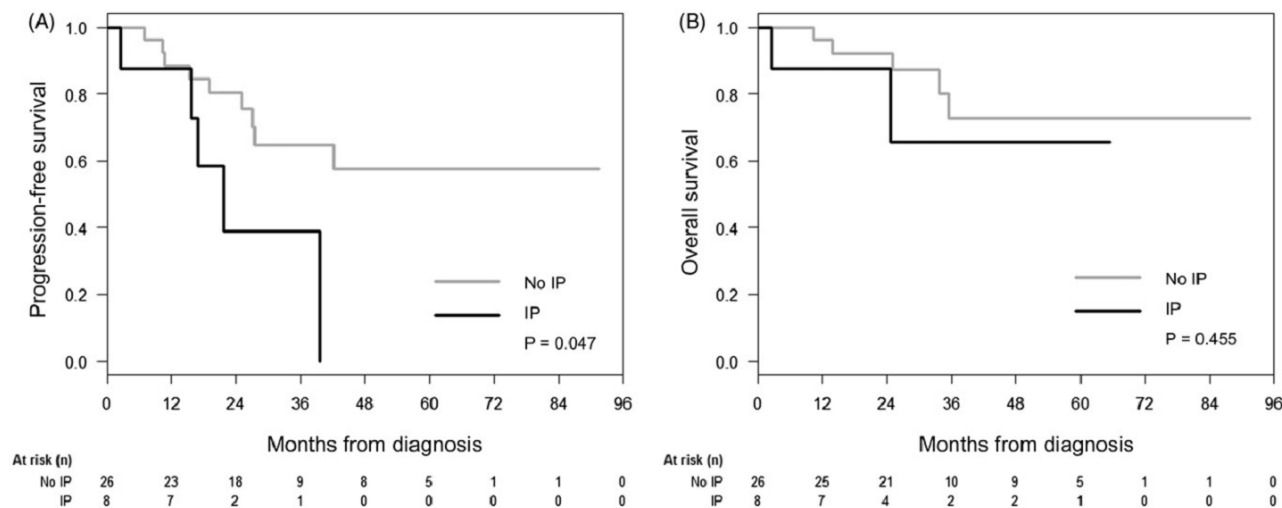 (A)
Progression-free survival
1.0
0.8
0.6
0.4
0.2
0.0
No IP
IP
P = 0.047
0 12 24 36 48 60 72 84 96
Months from diagnosis
At risk (n)
No IP 26 23 18 9 8 5 1 1 0
IP 8 7 2 1 0 0 0 0 0
(B)
Overall survival
1.0
0.8
0.6
0.4
0.2
0.0
No IP
IP
P = 0.455
0 12 24 36 48 60 72 84 96
Months from diagnosis
At risk (n)
No IP 26 25 21 10 9 5 1 1 0
IP 8 7 4 2 2 1 0 0 0